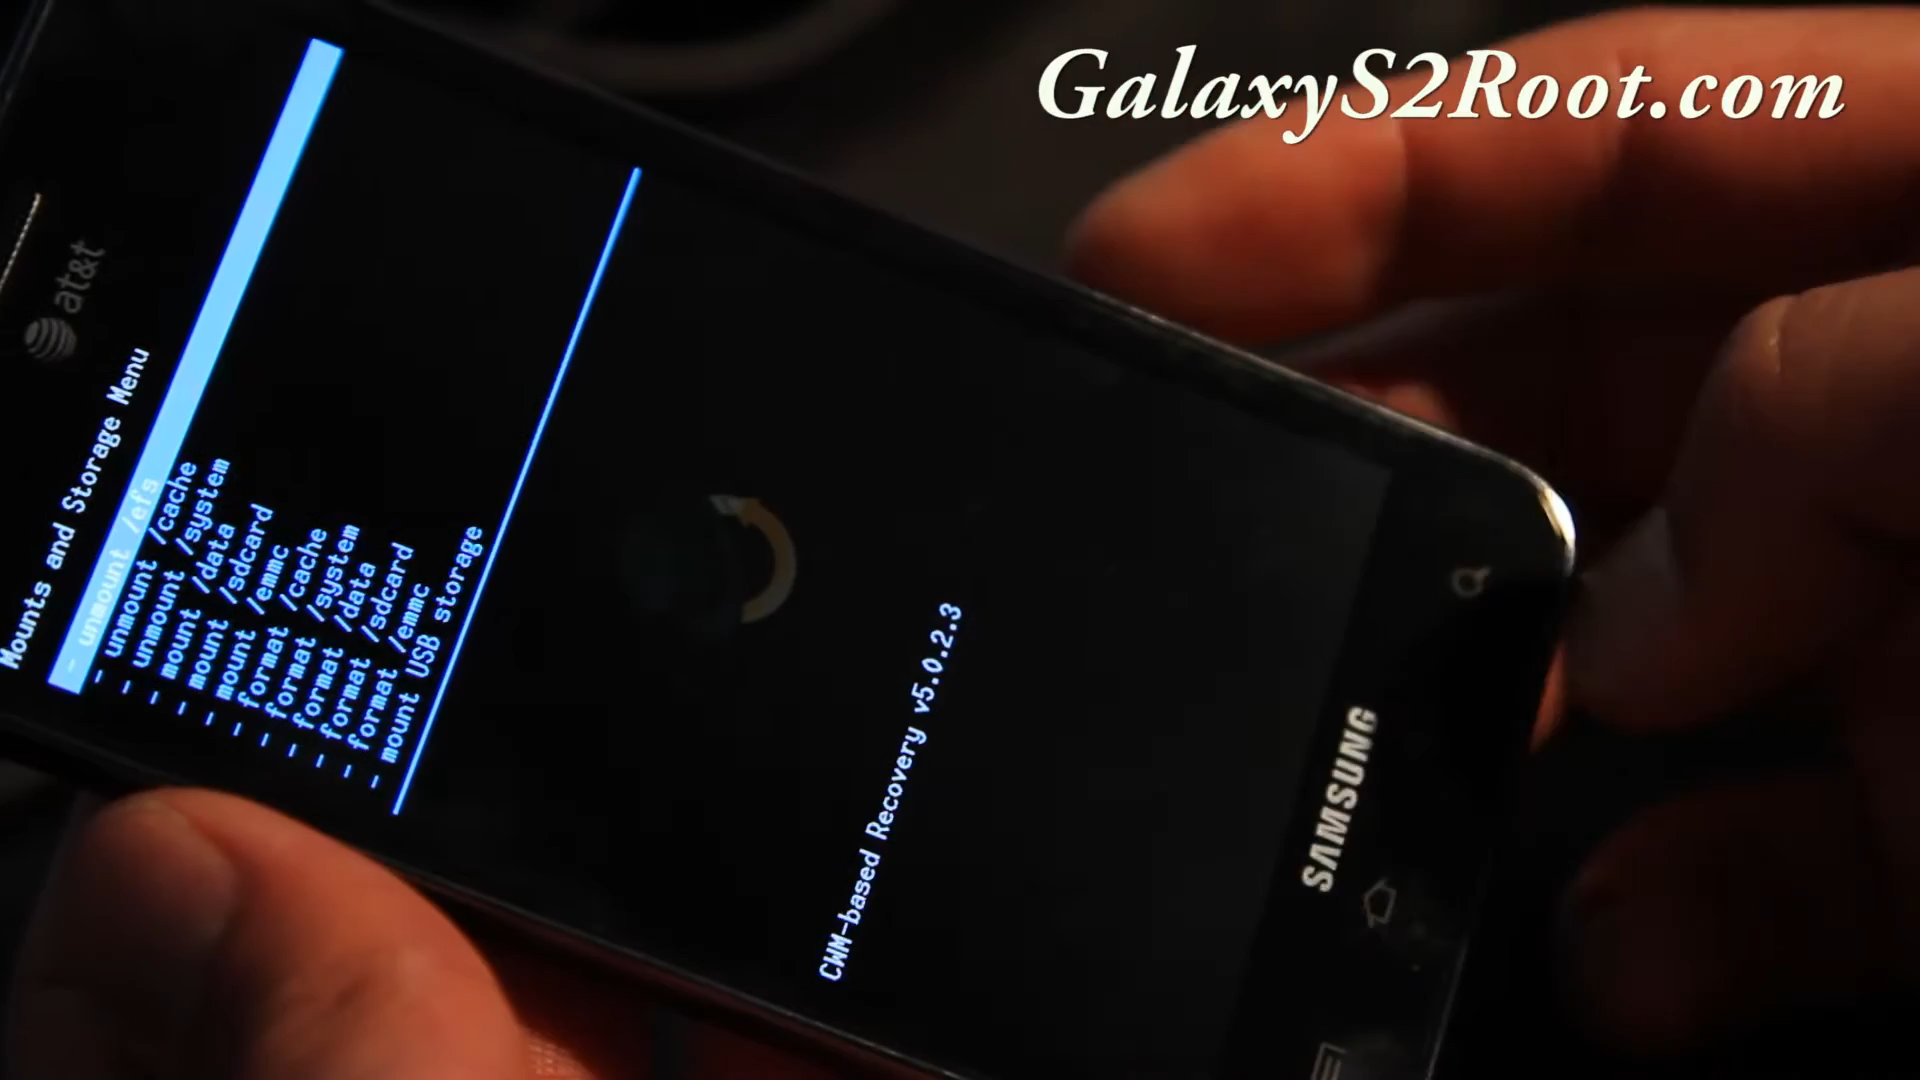 GalaxyS2Root.com
at&t
Mounts and Storage Menu
- unmount /efs
- unmount /cache
- unmount /system
- mount /data
- mount /sdcard
- mount /emmc
- format /cache
- format /system
- format /data
- format /sdcard
- format /emmc
- mount USB storage
CWM-based Recovery v5.0.2.3
SAMSUNG